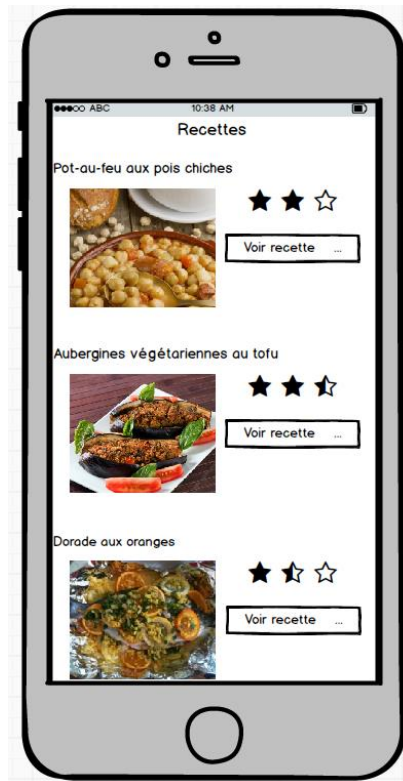 ABC 10:38 AM
Recettes
Pot-au-feu aux pois chiches
Voir recette ...
Aubergines végétariennes au tofu
Voir recette ...
Dorade aux oranges
Voir recette ...